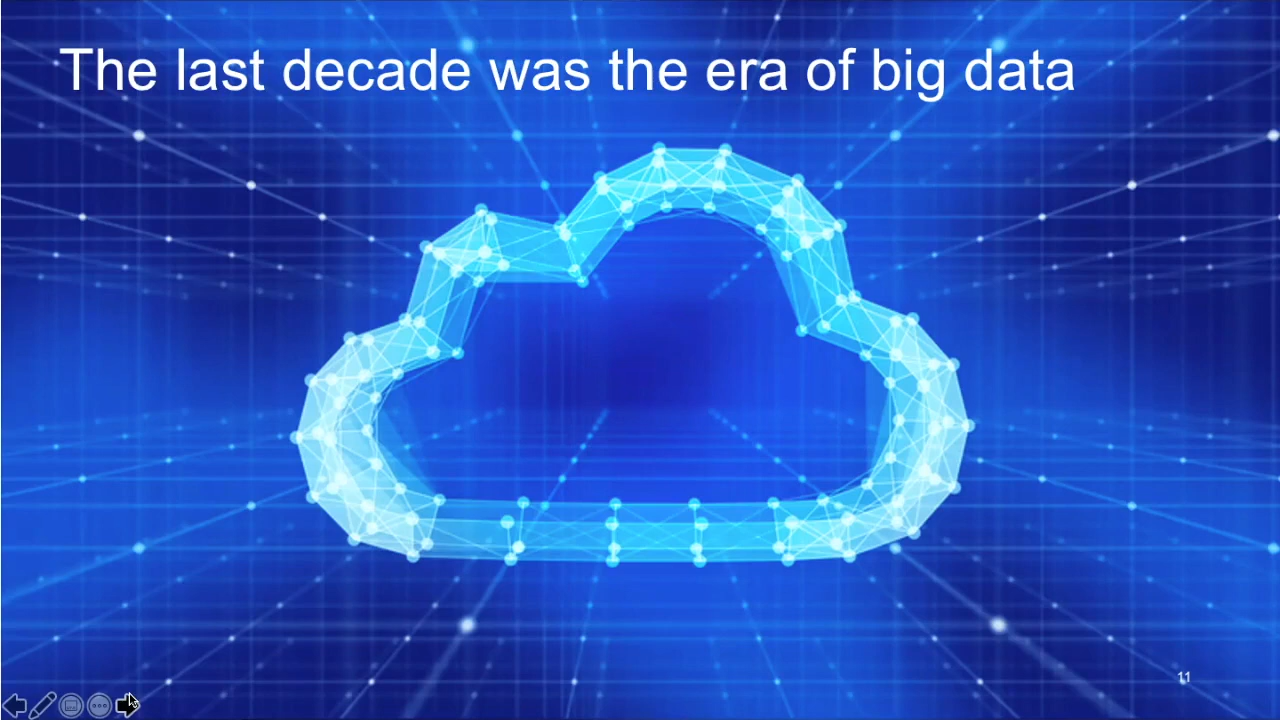 The last decade was the era of big data
11